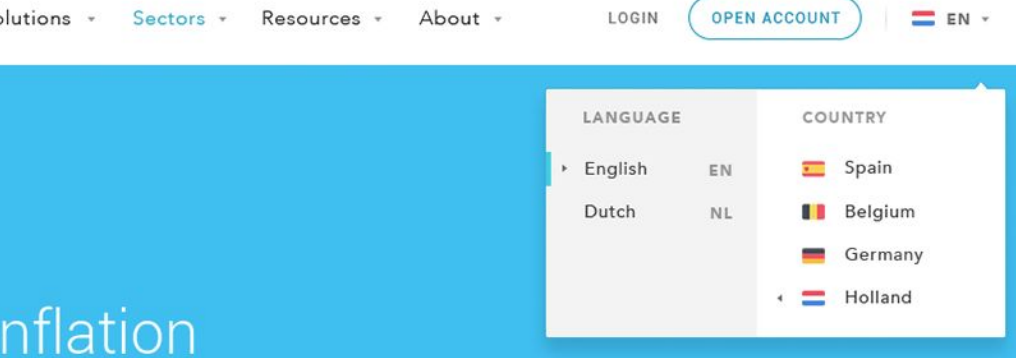 olutions Sectors Resources About LOGIN OPEN ACCOUNT EN
LANGUAGE COUNTRY
English EN Spain
Dutch NL Belgium
Germany
Holland
nflation